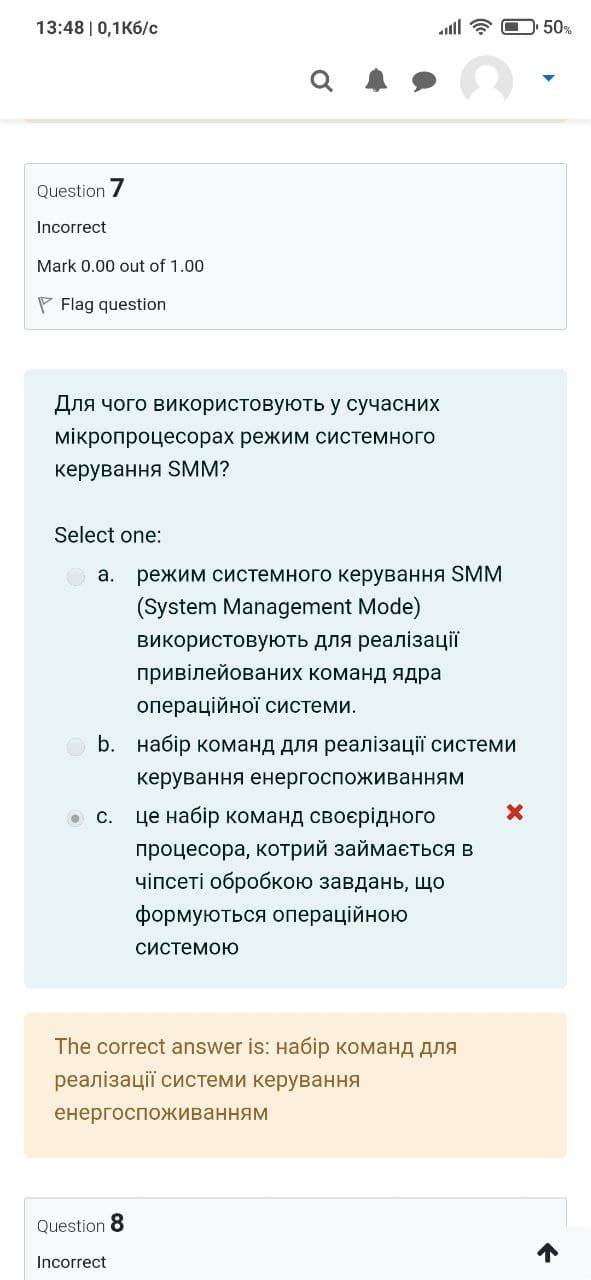 13:48 | 0,1Кб/с 50%
Question 7
Incorrect
Mark 0.00 out of 1.00
Flag question
Для чого використовують у сучасних
мікропроцесорах режим системного
керування SMM?
Select one:
a. режим системного керування SMM
(System Management Mode)
використовують для реалізації
привілейованих команд ядра
операційної системи.
b. набір команд для реалізації системи
керування енергоспоживанням
c. це набір команд своєрідного
процесора, котрий займається в
чіпсеті обробкою завдань, що
формуються операційною
системою
The correct answer is: набір команд для
реалізації системи керування
енергоспоживанням
Question 8
Incorrect